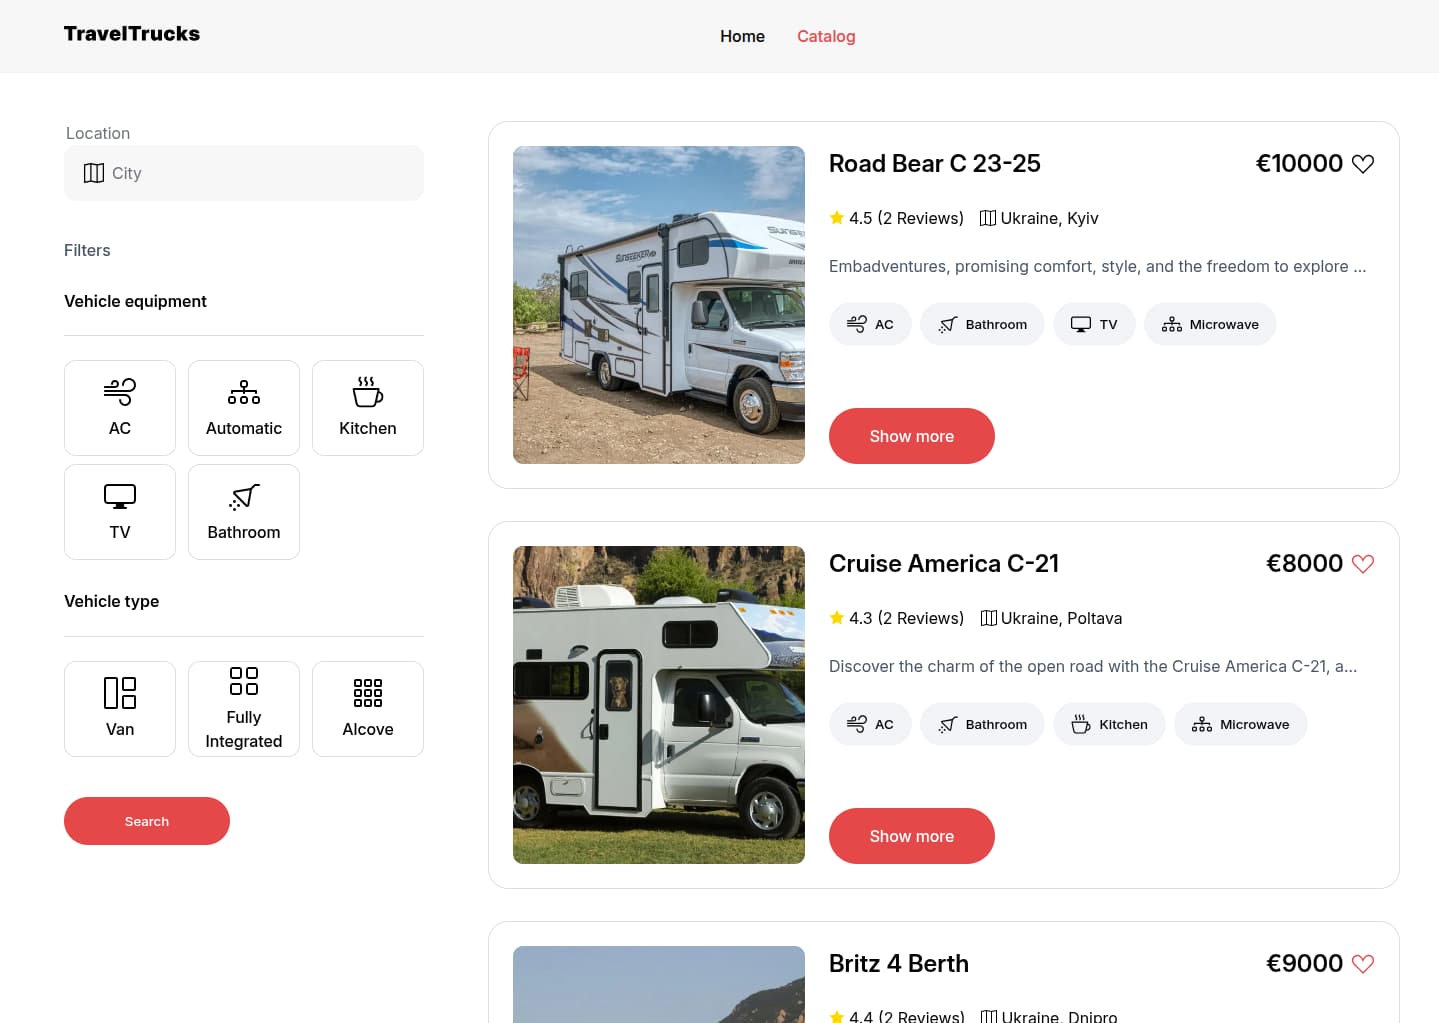 TravelTrucks
Home
Catalog
Location
City
Filters
Vehicle equipment
AC
Automatic
Kitchen
TV
Bathroom
Vehicle type
Van
Fully
Integrated
Alcove
Search
Road Bear C 23-25
€10000
4.5 (2 Reviews)
Ukraine, Kyiv
Embadventures, promising comfort, style, and the freedom to explore ...
AC
Bathroom
TV
Microwave
Show more
SUNSEEKER
Cruise America C-21
€8000
4.3 (2 Reviews)
Ukraine, Poltava
Discover the charm of the open road with the Cruise America C-21, a...
AC
Bathroom
Kitchen
Microwave
Show more
Britz 4 Berth
€9000
4.4 (2 Reviews)
Ukraine, Dnipro